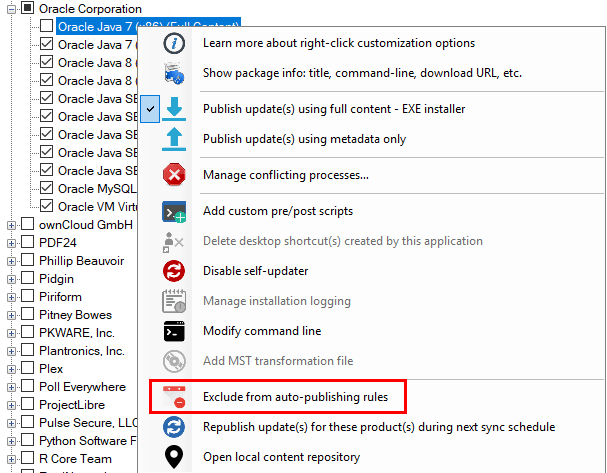 Oracle Corporation
Oracle Java 7 (x86) (Full Content)
Oracle Java 7 (
Oracle Java 8 (
Oracle Java 8 (
Oracle Java SE
Oracle Java SE
Oracle Java SE
Oracle Java SE
Oracle MySQL
Oracle VM Virtu
ownCloud GmbH
PDF24
Phillip Beauvoir
Pidgin
Piriform
Pitney Bowes
PKWARE, Inc.
Plantronics, Inc.
Plex
Poll Everywhere
ProjectLibre
Pulse Secure, LLC
Python Software F
R Core Team
Learn more about right-click customization options
Show package info: title, command-line, download URL, etc.
Publish update(s) using full content - EXE installer
Publish update(s) using metadata only
Manage conflicting processes...
Add custom pre/post scripts
Delete desktop shortcut(s) created by this application
Disable self-updater
Manage installation logging
Modify command line
Add MST transformation file
Exclude from auto-publishing rules
Republish update(s) for these product(s) during next sync schedule
Open local content repository